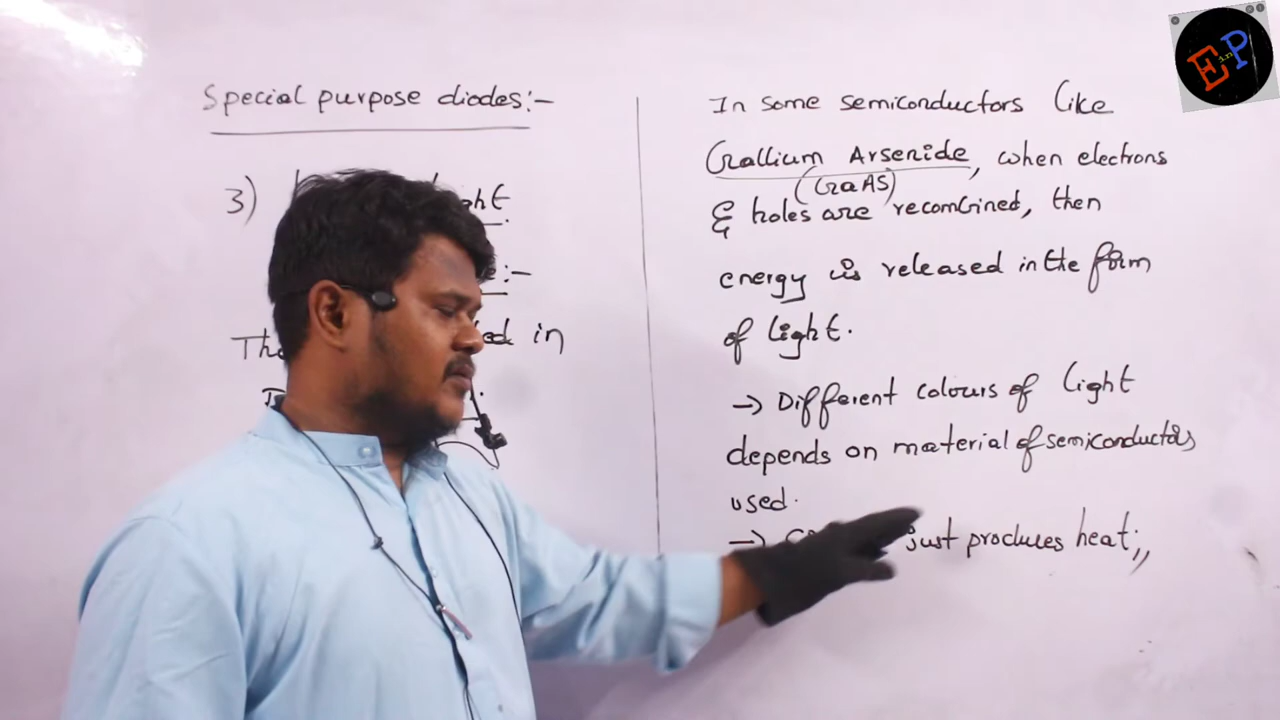 Special purpose diodes:-
3)
in
In some semiconductors like
Gallium Arsenide, when electrons
(GaAS)
& holes are recombined, then
energy is released in the form
of light.
→ Different colours of light
depends on material of semiconductors
used.
→ just produces heat;,,
E in P